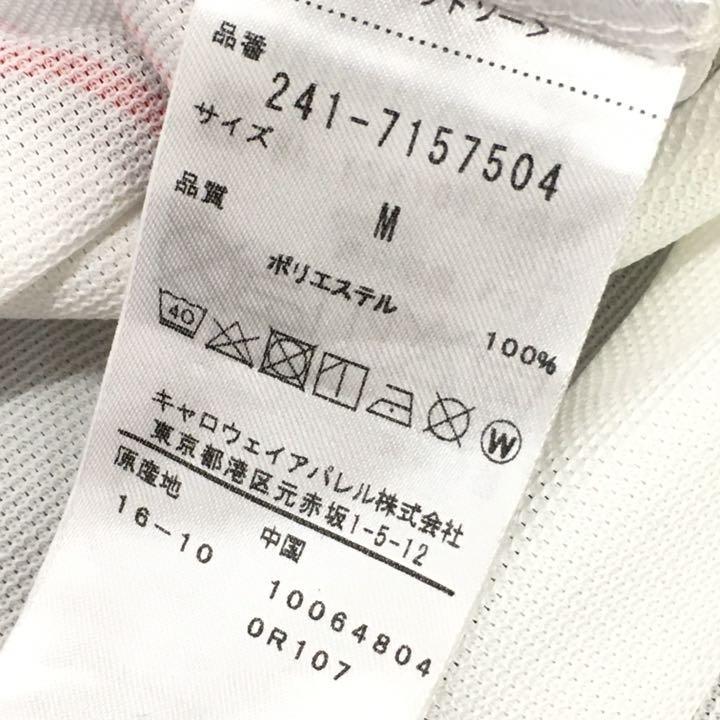 品番
241-7157504
サイズ
M
品質
ポリエステル
100%
40
W
キャロウェイアパレル株式会社
東京都港区元赤坂1-5-12
原産地
中国
16-10
10064804
0R107